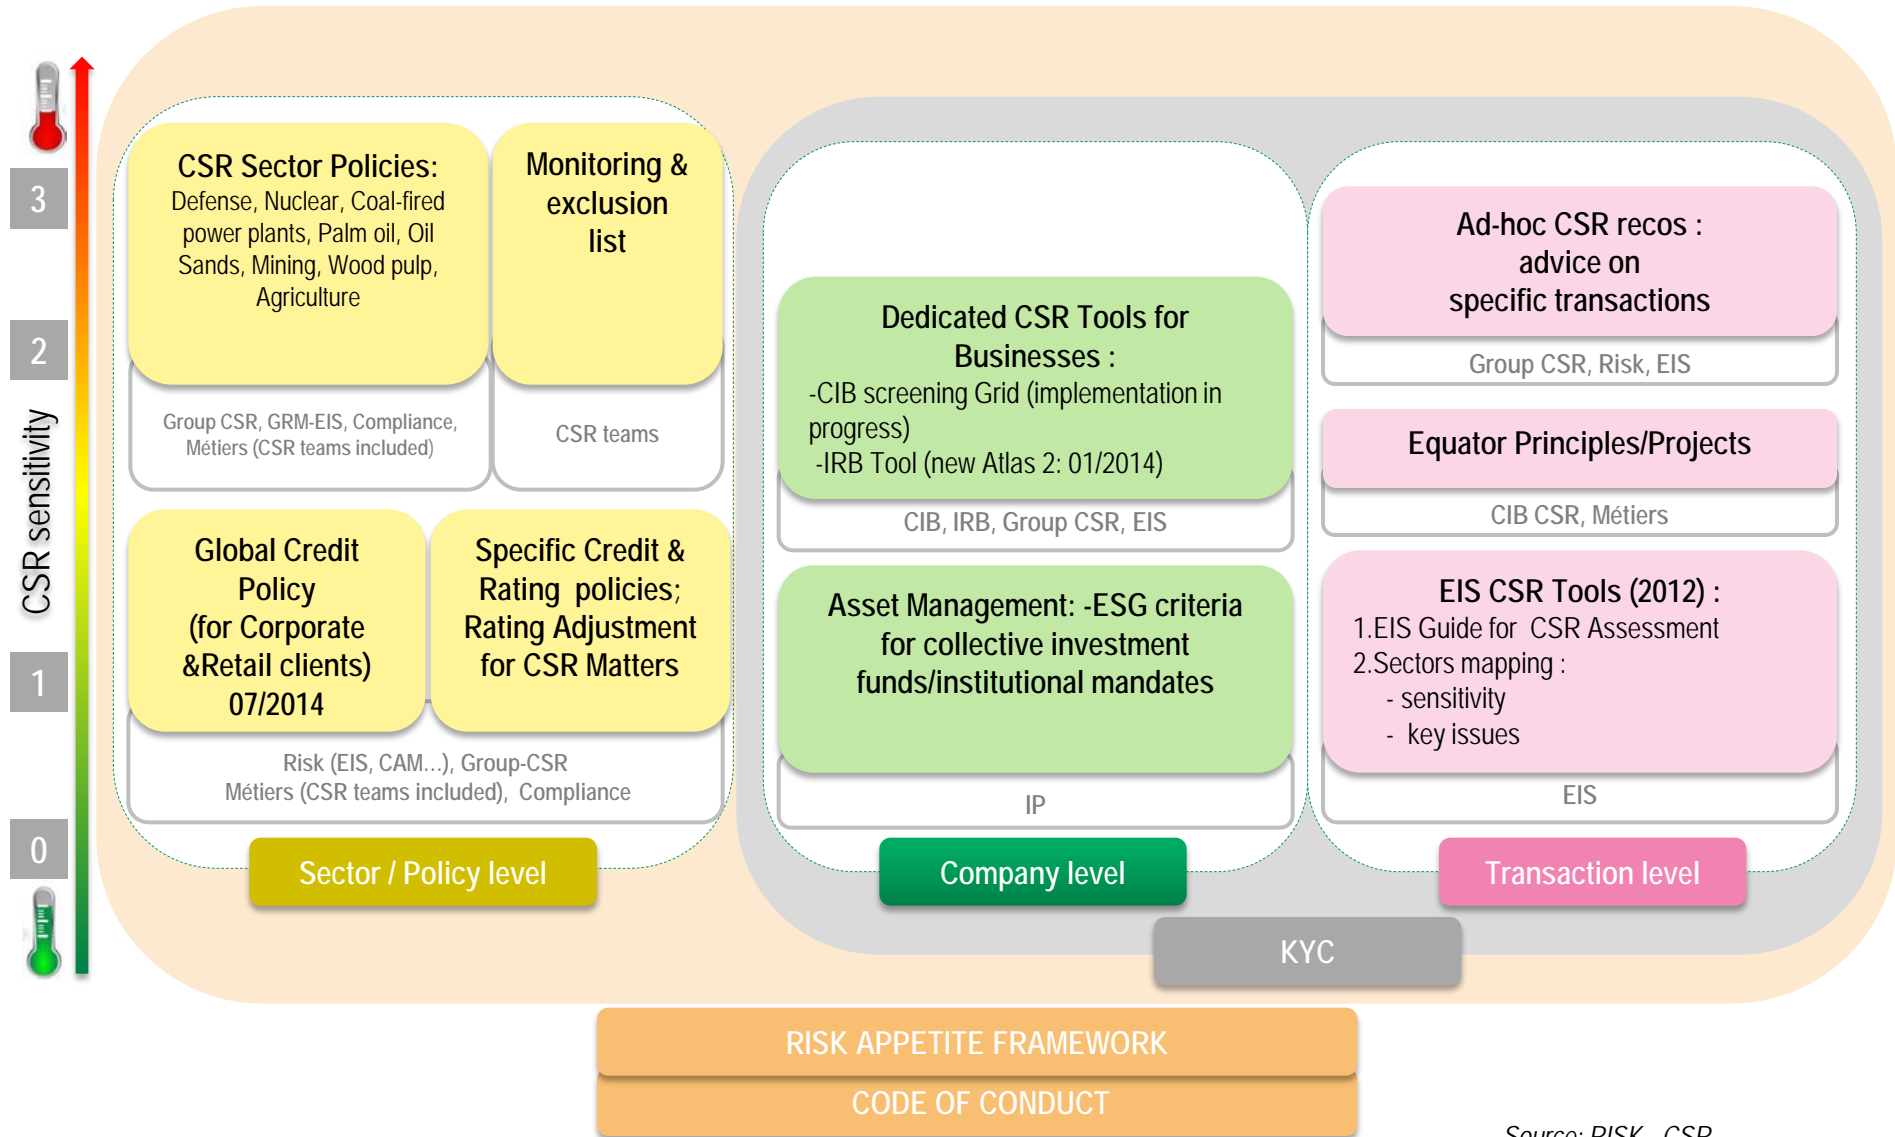 CSR Sector Policies:
Defense, Nuclear, Coal-fired
power plants, Palm oil, Oil
Sands, Mining, Wood pulp,
Agriculture
Group CSR, GRM-EIS, Compliance,
Métiers (CSR teams included)
Monitoring &
exclusion
list
CSR teams
Global Credit
Policy
(for Corporate
&Retail clients)
07/2014
Specific Credit &
Rating policies;
Rating Adjustment
for CSR Matters
Risk (EIS, CAM...), Group-CSR
Métiers (CSR teams included), Compliance
Sector / Policy level
Dedicated CSR Tools for
Businesses :
-CIB screening Grid (implementation in
progress)
-IRB Tool (new Atlas 2: 01/2014)
CIB, IRB, Group CSR, EIS
Asset Management: -ESG criteria
for collective investment
funds/institutional mandates
IP
Company level
Ad-hoc CSR recos :
advice on
specific transactions
Group CSR, Risk, EIS
Equator Principles/Projects
CIB CSR, Métiers
EIS CSR Tools (2012) :
1.EIS Guide for CSR Assessment
2.Sectors mapping :
- sensitivity
- key issues
EIS
Transaction level
KYC
RISK APPETITE FRAMEWORK
CODE OF CONDUCT
3
2
CSR sensitivity
1
0
Source: RISK - CSR